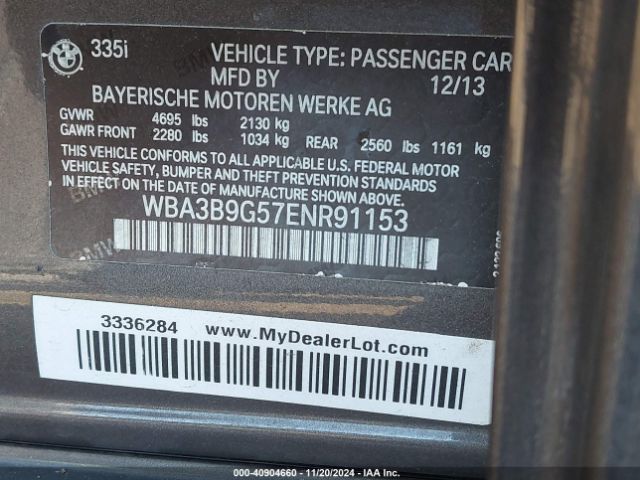 335i VEHICLE TYPE: PASSENGER CAR
MFD BY 12/13
BAYERISCHE MOTOREN WERKE AG
GVWR 4695 lbs 2130 kg
GAWR FRONT 2280 lbs 1034 kg REAR 2560 lbs 1161 kg
THIS VEHICLE CONFORMS TO ALL APPLICABLE U.S. FEDERAL MOTOR
VEHICLE SAFETY, BUMPER AND THEFT PREVENTION STANDARDS
IN EFFECT ON THE DATE OF MANUFACTURE SHOWN ABOVE.
WBA3B9G57ENR91153
3336284 www.MyDealerLot.com
000-40904660 - 11/20/2024 - IAA Inc.